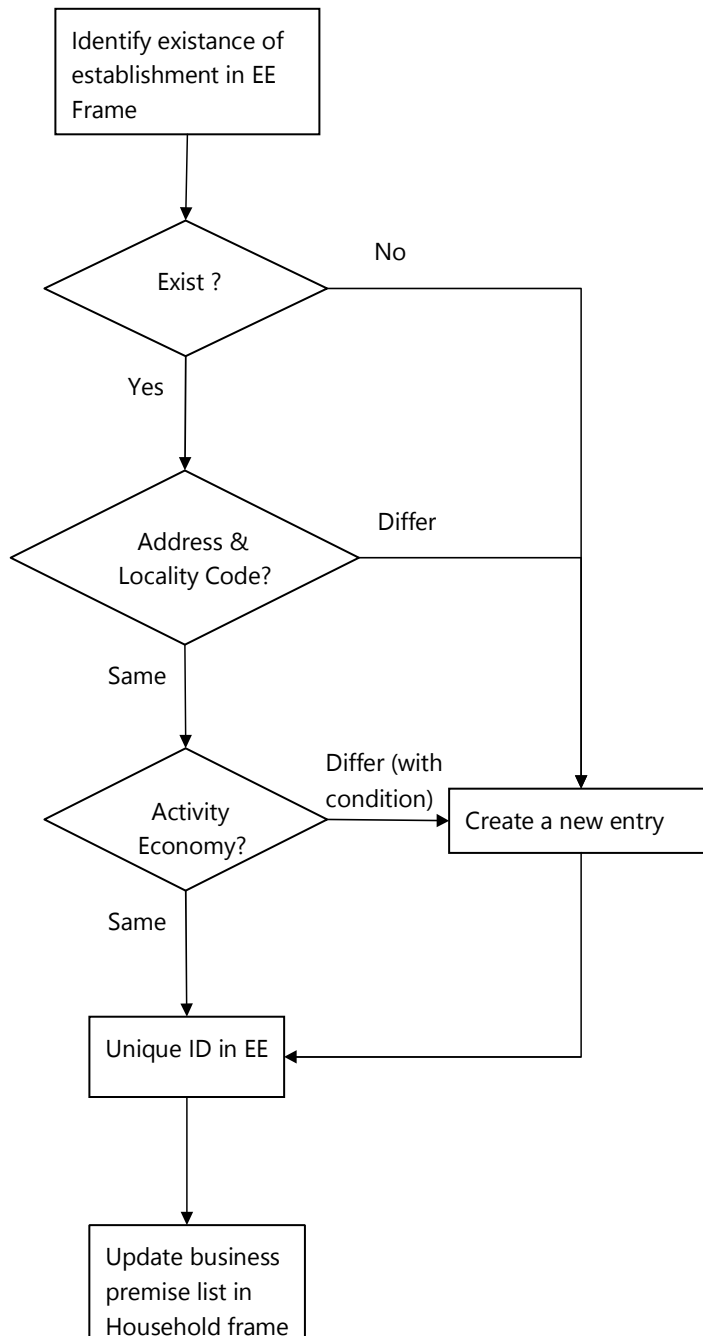 Identify existance of
establishment in EE
Frame
Exist ?
No
Yes
Address &
Locality Code?
Differ
Same
Activity
Economy?
Differ (with
condition)
Create a new entry
Same
Unique ID in EE
Update business
premise list in
Household frame